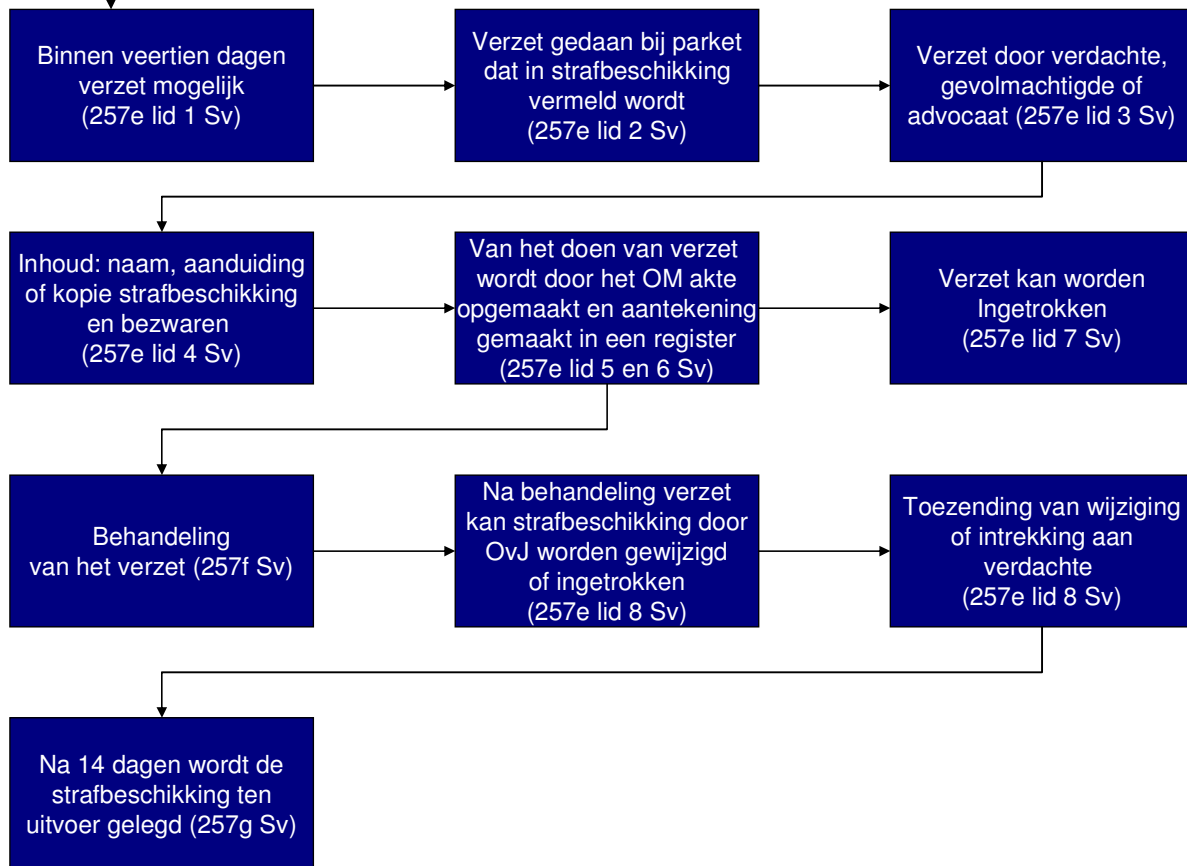 Binnen veertien dagen
verzet mogelijk
(257e lid 1 Sv)
Verzet gedaan bij parket
dat in strafbeschikking
vermeld wordt
(257e lid 2 Sv)
Verzet door verdachte,
gevolmachtigde of
advocaat (257e lid 3 Sv)
Inhoud: naam, aanduiding
of kopie strafbeschikking
en bezwaren
(257e lid 4 Sv)
Van het doen van verzet
wordt door het OM akte
opgemaakt en aantekening
gemaakt in een register
(257e lid 5 en 6 Sv)
Verzet kan worden
Ingetrokken
(257e lid 7 Sv)
Behandeling
van het verzet (257f Sv)
Na behandeling verzet
kan strafbeschikking door
OvJ worden gewijzigd
of ingetrokken
(257e lid 8 Sv)
Toezending van wijziging
of intrekking aan
verdachte
(257e lid 8 Sv)
Na 14 dagen wordt de
strafbeschikking ten
uitvoer gelegd (257g Sv)